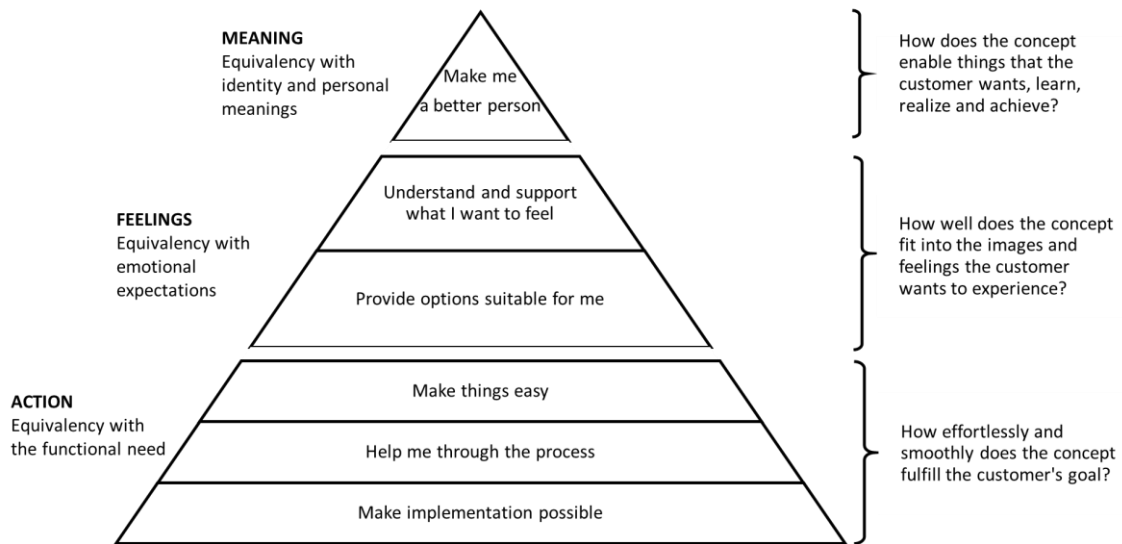 MEANING
Equivalency with
identity and personal
meanings
Make me
a better person
How does the concept
enable things that the
customer wants, learn,
realize and achieve?
FEELINGS
Equivalency with
emotional
expectations
Understand and support
what I want to feel
Provide options suitable for me
How well does the concept
fit into the images and
feelings the customer
wants to experience?
ACTION
Equivalency with
the functional need
Make things easy
Help me through the process
Make implementation possible
How effortlessly and
smoothly does the concept
fulfill the customer's goal?